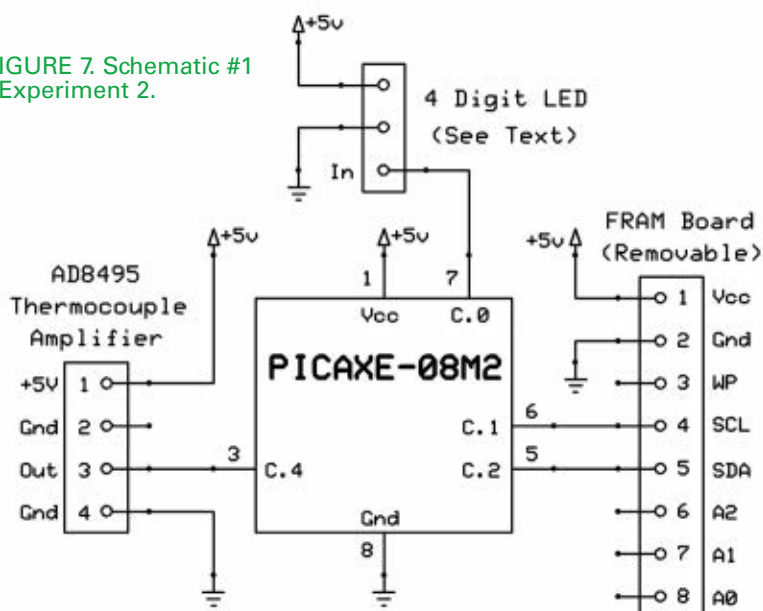 +5v
IGURE 7. Schematic #1
Experiment 2.
4 Digit LED
(See Text)
In
+5v
+5v
+5v
FRAM Board
(Removable)
AD8495
Thermocouple
Amplifier
1
7
Vcc
C.0
PICAXE-08M2
1 Vcc
2 Gnd
3 WP
4 SCL
5 SDA
6 A2
7 A1
8 A0
+5V 1
Gnd 2
Out 3
Gnd 4
3
C.4
C.1
6
C.2
5
Gnd
8